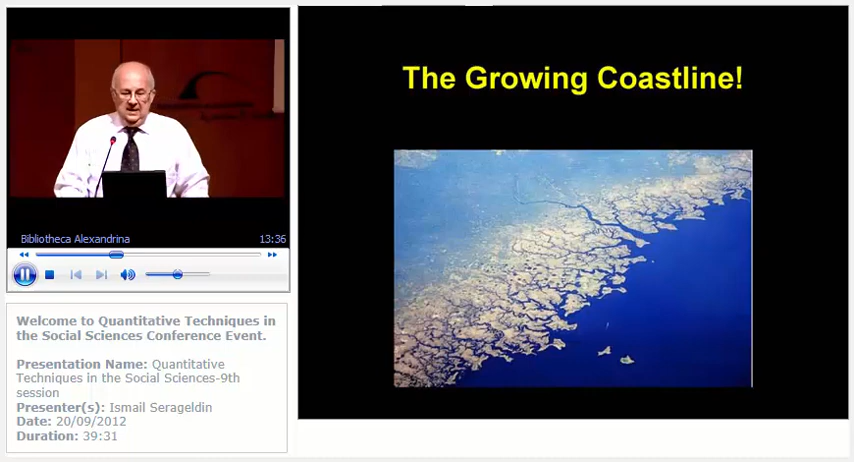 The Growing Coastline!
Bibliotheca Alexandrina 13:36
Welcome to Quantitative Techniques in
the Social Sciences Conference Event.
Presentation Name: Quantitative
Techniques in the Social Sciences-9th
session
Presenter(s): Ismail Serageldin
Date: 20/09/2012
Duration: 39:31